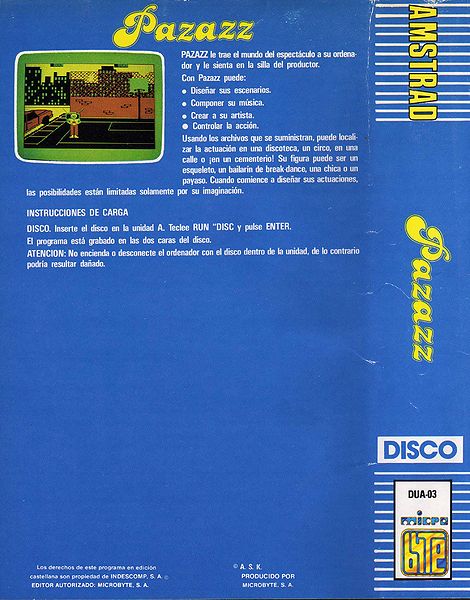 Pazazz
PAZAZZ le trae el mundo del espectáculo a su ordena-
dor y le sienta en la silla del productor.
Con Pazazz puede:
• Diseñar sus escenarios.
• Componer su música.
• Crear a su artista.
• Controlar la acción.
Usando los archivos que se suministran, puede locali-
zar la actuación en una discoteca, un circo, en una
calle o ¡en un cementerio! Su figura puede ser un
esqueleto, un bailarín de break-dance, una chica o un
payaso. Cuando comience a diseñar sus actuaciones,
las posibilidades están limitadas solamente por su imaginación.
INSTRUCCIONES DE CARGA
DISCO. Inserte el disco en la unidad A. Teclee RUN "DISC y pulse ENTER.
El programa está grabado en las dos caras del disco.
ATENCION: No encienda o desconecte el ordenador con el disco dentro de la unidad, de lo contrario
podría resultar dañado.
Los derechos de este programa en edición
castellana son propiedad de INDESCOMP, S. A.
EDITOR AUTORIZADO: MICROBYTE, S. A.
© A. S. K.
PRODUCIDO POR
MICROBYTE, S. A.
AMSTRAD
Pazazz
DISCO
DUA-03
micro
byte